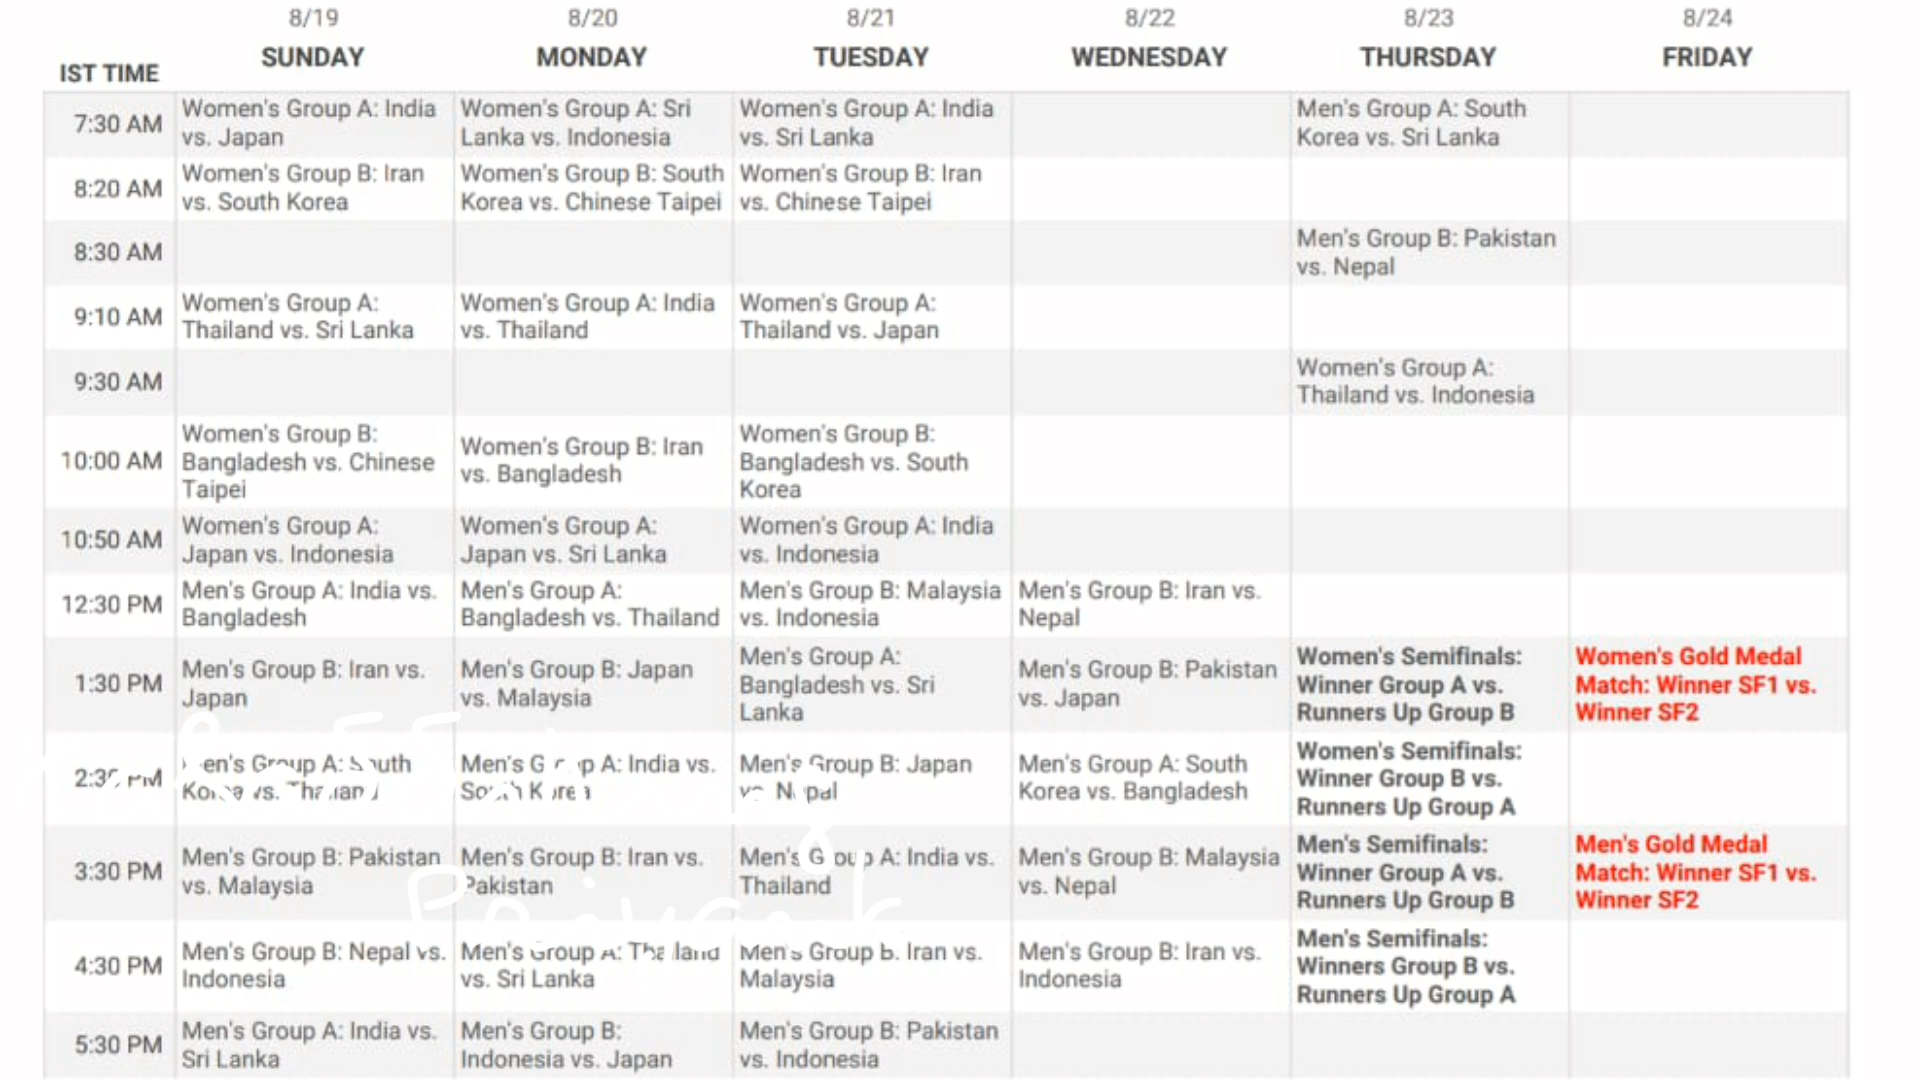 8/19 8/20 8/21 8/22 8/23 8/24
IST TIME SUNDAY MONDAY TUESDAY WEDNESDAY THURSDAY FRIDAY
7:30 AM
Women's Group A: India
vs. Japan
Women's Group A: Sri
Lanka vs. Indonesia
Women's Group A: India
vs. Sri Lanka
Men's Group A: South
Korea vs. Sri Lanka
8:20 AM
Women's Group B: Iran
vs. South Korea
Women's Group B: South
Korea vs. Chinese Taipei
Women's Group B: Iran
vs. Chinese Taipei
8:30 AM
Men's Group B: Pakistan
vs. Nepal
9:10 AM
Women's Group A:
Thailand vs. Sri Lanka
Women's Group A: India
vs. Thailand
Women's Group A:
Thailand vs. Japan
9:30 AM
Women's Group A:
Thailand vs. Indonesia
10:00 AM
Women's Group B:
Bangladesh vs. Chinese
Taipei
Women's Group B: Iran
vs. Bangladesh
Women's Group B:
Bangladesh vs. South
Korea
10:50 AM
Women's Group A:
Japan vs. Indonesia
Women's Group A:
Japan vs. Sri Lanka
Women's Group A: India
vs. Indonesia
12:30 PM
Men's Group A: India vs.
Bangladesh
Men's Group A:
Bangladesh vs. Thailand
Men's Group B: Malaysia
vs. Indonesia
Men's Group B: Iran vs.
Nepal
1:30 PM
Men's Group B: Iran vs.
Japan
Men's Group B: Japan
vs. Malaysia
Men's Group A:
Bangladesh vs. Sri
Lanka
Men's Group B: Pakistan
vs. Japan
Women's Semifinals:
Winner Group A vs.
Runners Up Group B
Women's Gold Medal
Match: Winner SF1 vs.
Winner SF2
2:30 PM
Men's Group A: South
Korea vs. Thailand
Men's Group A: India vs.
South Korea
Men's Group B: Japan
vs. Nepal
Men's Group A: South
Korea vs. Bangladesh
Women's Semifinals:
Winner Group B vs.
Runners Up Group A
3:30 PM
Men's Group B: Pakistan
vs. Malaysia
Men's Group B: Iran vs.
Pakistan
Men's Group A: India vs.
Thailand
Men's Group B: Malaysia
vs. Nepal
Men's Semifinals:
Winner Group A vs.
Runners Up Group B
Men's Gold Medal
Match: Winner SF1 vs.
Winner SF2
4:30 PM
Men's Group B: Nepal vs.
Indonesia
Men's Group A: Thailand
vs. Sri Lanka
Men's Group B: Iran vs.
Malaysia
Men's Group B: Iran vs.
Indonesia
Men's Semifinals:
Winners Group B vs.
Runners Up Group A
5:30 PM
Men's Group A: India vs.
Sri Lanka
Men's Group B:
Indonesia vs. Japan
Men's Group B: Pakistan
vs. Indonesia